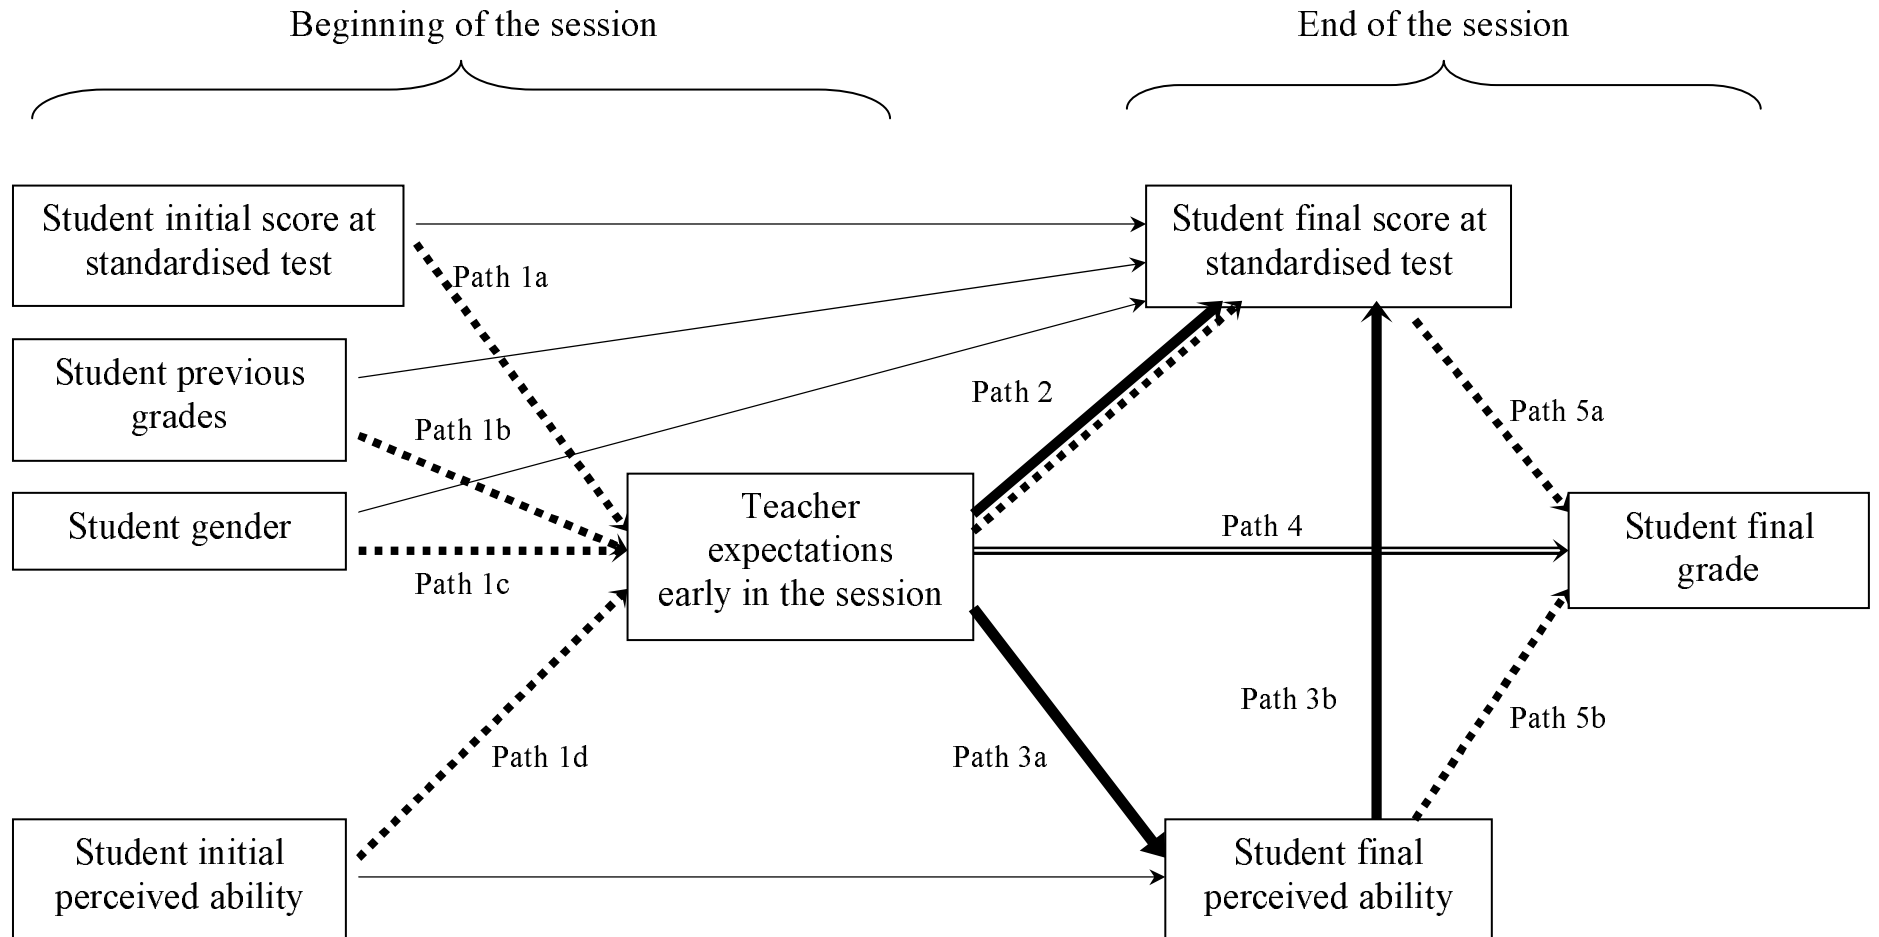 Beginning of the session
End of the session
Student initial score at
standardised test
Student final score at
standardised test
Path 1a
Student previous
grades
Path 2
Path 5a
Path 1b
Student gender
Teacher
expectations
early in the session
Path 4
Student final
grade
Path 1c
Path 3b
Path 5b
Path 1d
Path 3a
Student initial
perceived ability
Student final
perceived ability